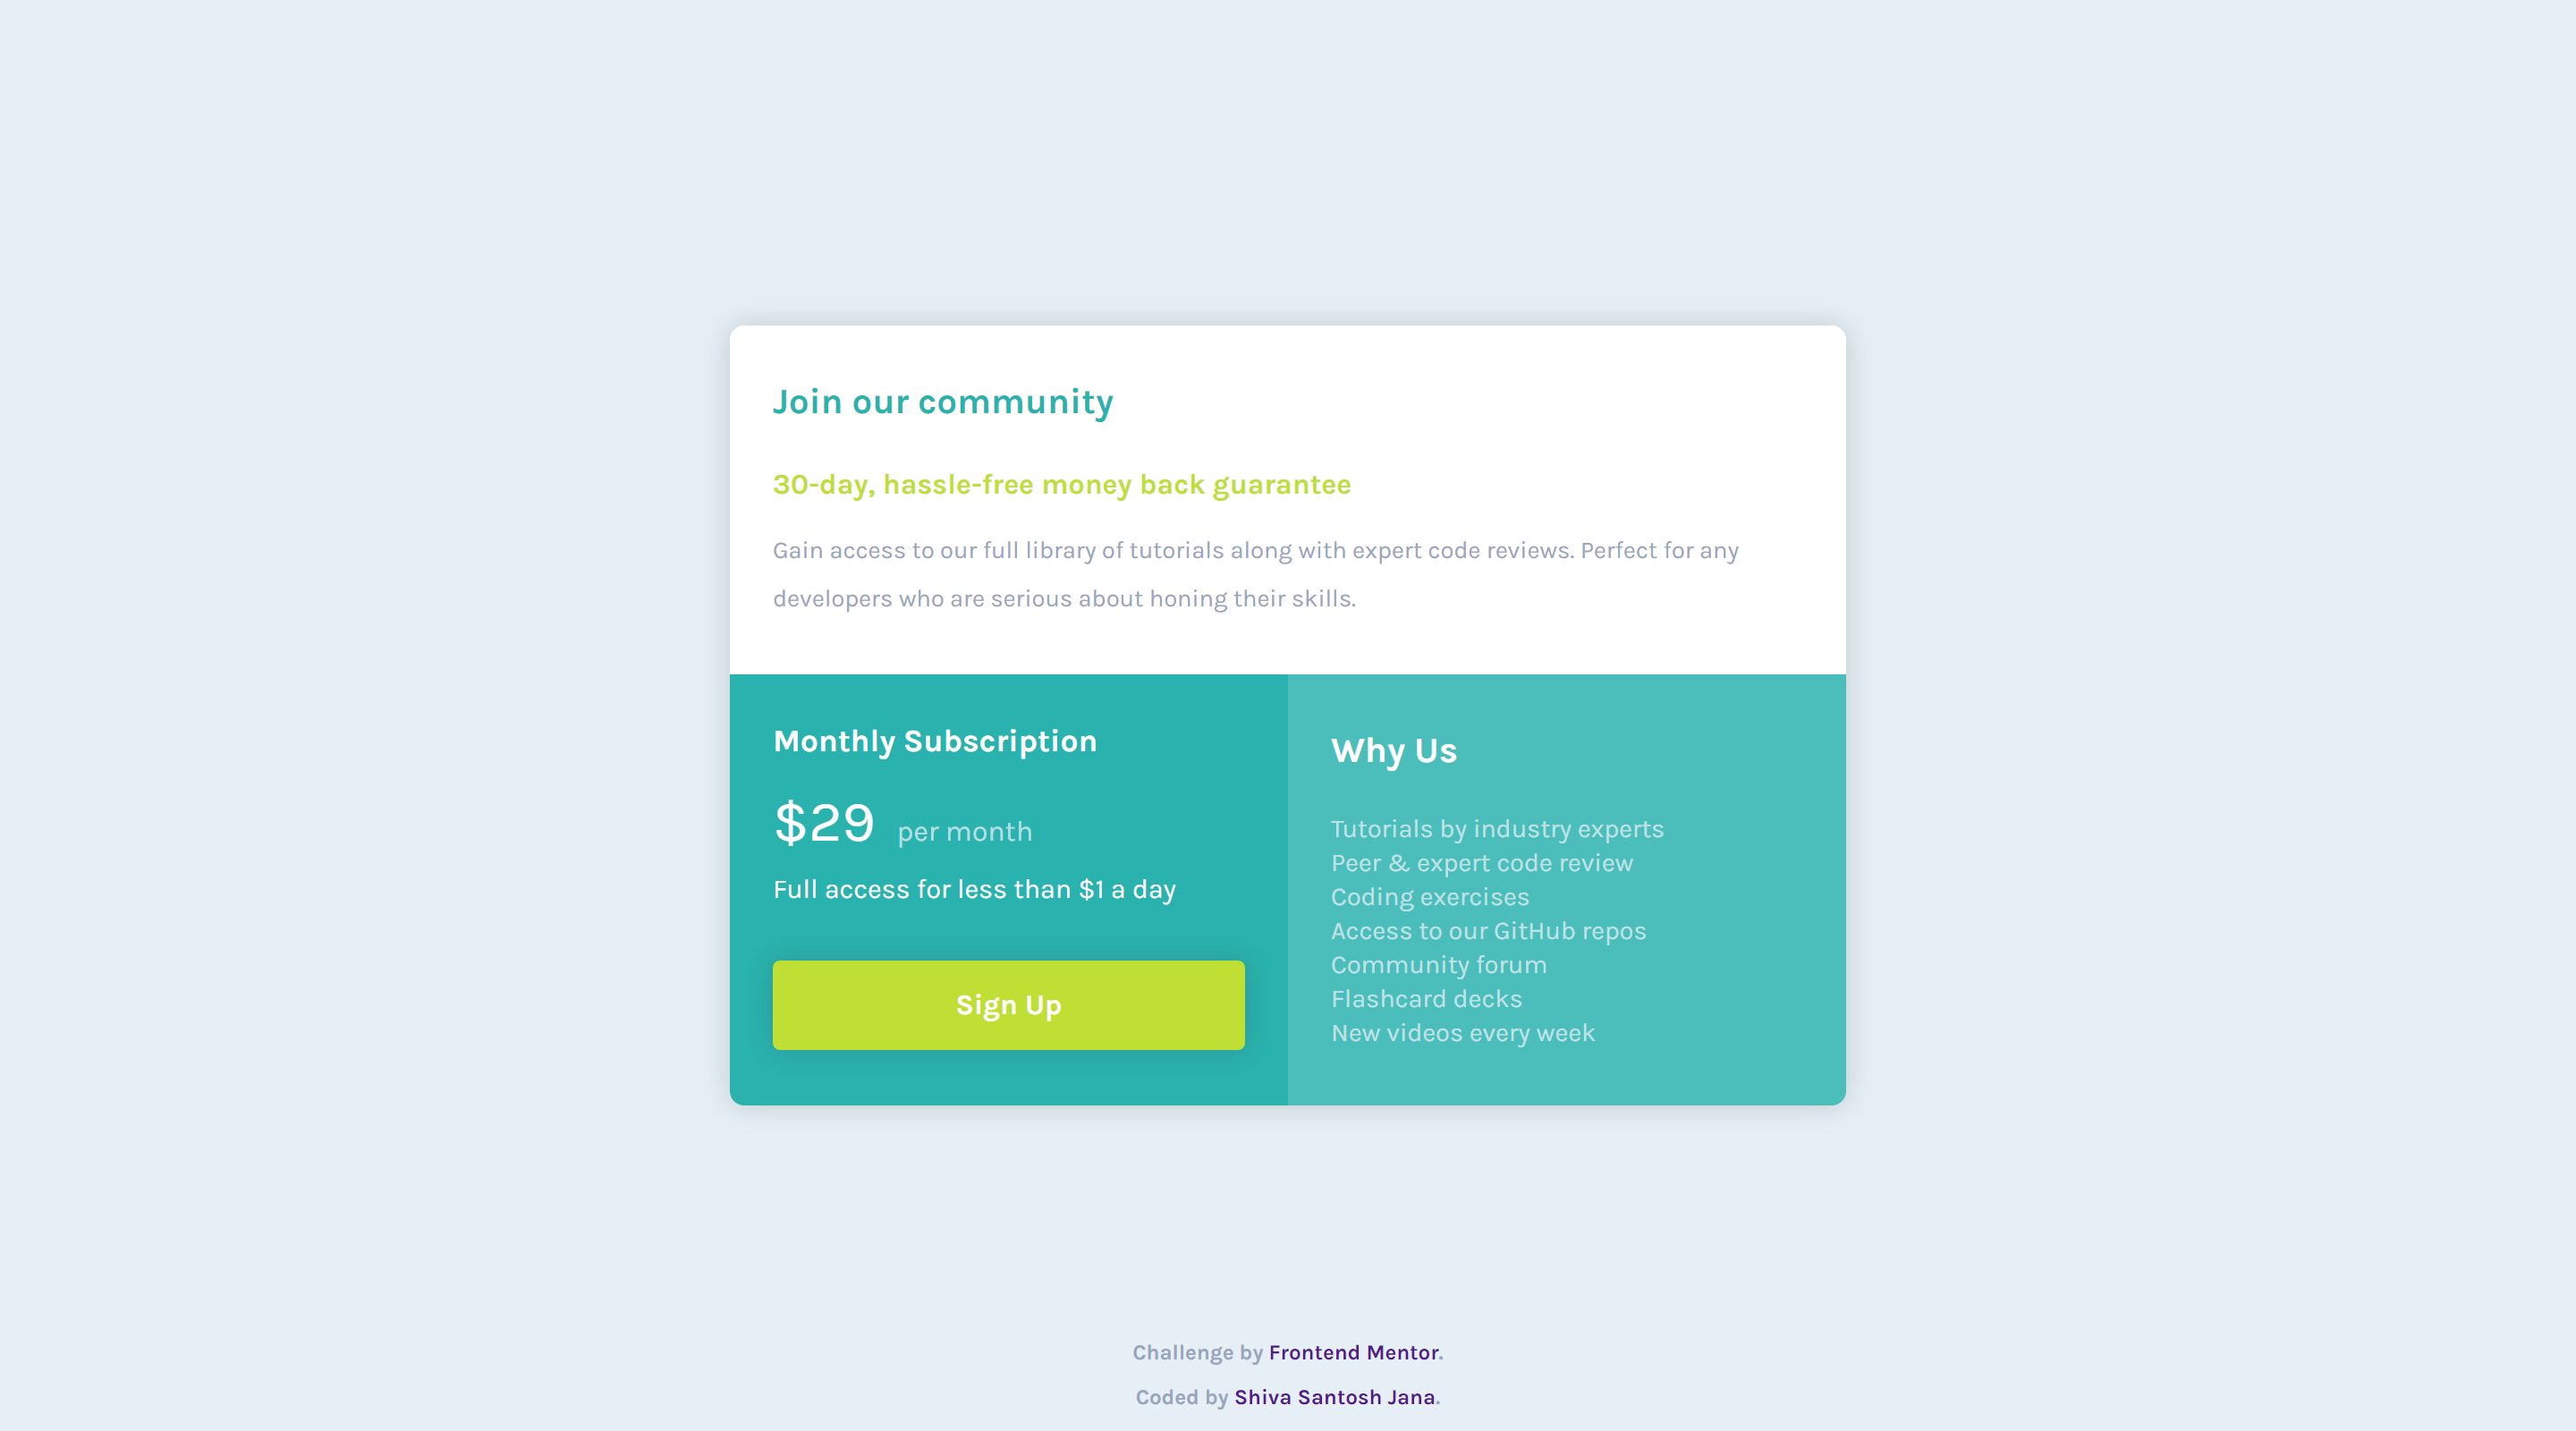 Join our community
30-day, hassle-free money back guarantee
Gain access to our full library of tutorials along with expert code reviews. Perfect for any
developers who are serious about honing their skills.
Monthly Subscription
$29 per month
Full access for less than $1 a day
Sign Up
Why Us
Tutorials by industry experts
Peer & expert code review
Coding exercises
Access to our GitHub repos
Community forum
Flashcard decks
New videos every week
Challenge by Frontend Mentor.
Coded by Shiva Santosh Jana.